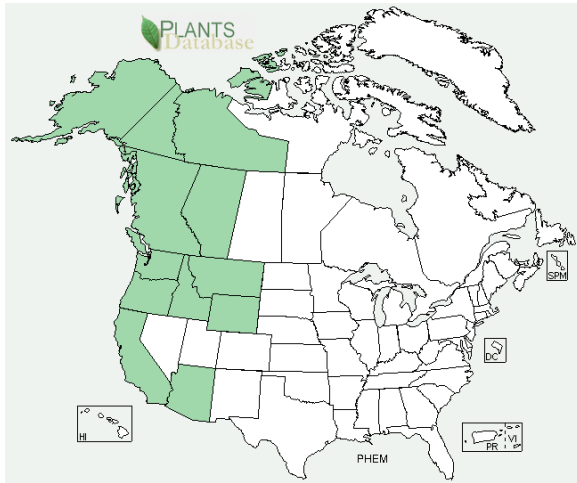 PLANTS
Database
SPM
DC
HI
PR
VI
PHEM